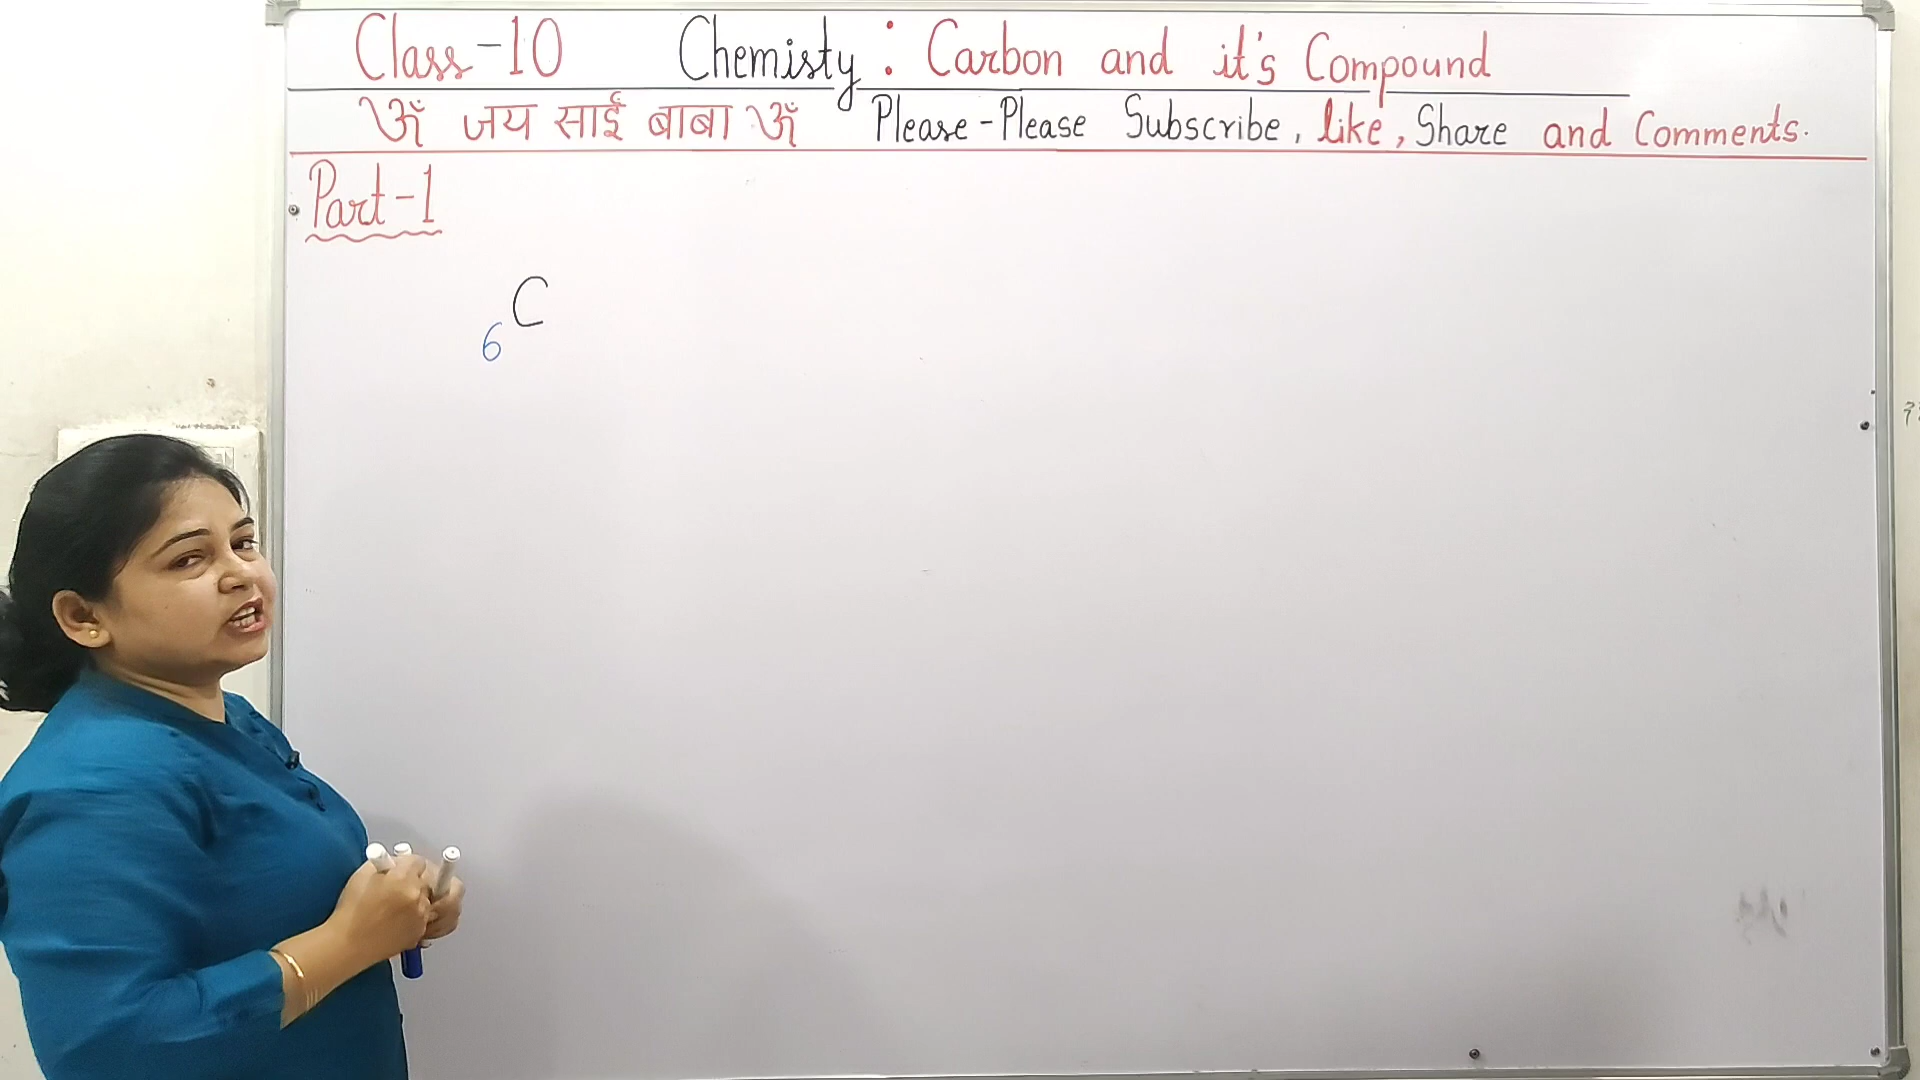 Class-10 Chemisty : Carbon and it's Compound
ॐ जय साईं बाबा ॐ Please-Please Subscribe, like, Share and Comments.
Part-1
6C